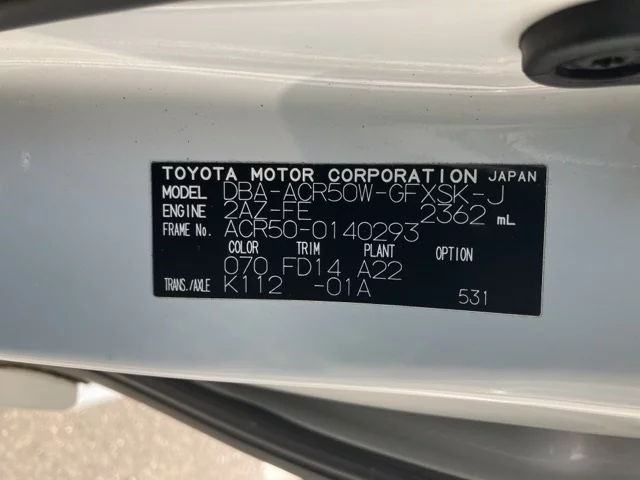 TOYOTA MOTOR CORPORATION JAPAN
MODEL DBA-ACR50W-GFXSK-J
ENGINE 2AZ-FE 2362 mL
FRAME No. ACR50-0140293
COLOR TRIM PLANT OPTION
070 FD14 A22
TRANS./AXLE K112 -01A 531